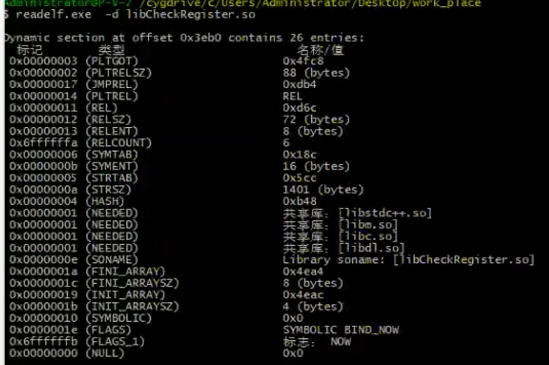 Administrator@P-V-7 /cygdrive/c/Users/Administrator/Desktop/work_place
$ readelf.exe -d libCheckRegister.so
Dynamic section at offset 0x3eb0 contains 26 entries:
标记 类型 名称/值
0x00000003 (PLTGOT) 0x4fc8
0x00000002 (PLTRELSZ) 88 (bytes)
0x00000017 (JMPREL) 0xdb4
0x00000014 (PLTREL) REL
0x00000011 (REL) 0xd6c
0x00000012 (RELSZ) 72 (bytes)
0x00000013 (RELENT) 8 (bytes)
0x6ffffffa (RELCOUNT) 6
0x00000006 (SYMTAB) 0x18c
0x0000000b (SYMENT) 16 (bytes)
0x00000005 (STRTAB) 0x5cc
0x0000000a (STRSZ) 1401 (bytes)
0x00000004 (HASH) 0xb48
0x00000001 (NEEDED) 共享库：[libstdc++.so]
0x00000001 (NEEDED) 共享库：[libm.so]
0x00000001 (NEEDED) 共享库：[libc.so]
0x00000001 (NEEDED) 共享库：[libdl.so]
0x0000000e (SONAME) Library soname: [libCheckRegister.so]
0x0000001a (FINI_ARRAY) 0x4ea4
0x0000001c (FINI_ARRAYSZ) 8 (bytes)
0x00000019 (INIT_ARRAY) 0x4eac
0x0000001b (INIT_ARRAYSZ) 4 (bytes)
0x00000010 (SYMBOLIC) 0x0
0x0000001e (FLAGS) SYMBOLIC BIND_NOW
0x6ffffffb (FLAGS_1) 标志： NOW
0x00000000 (NULL) 0x0